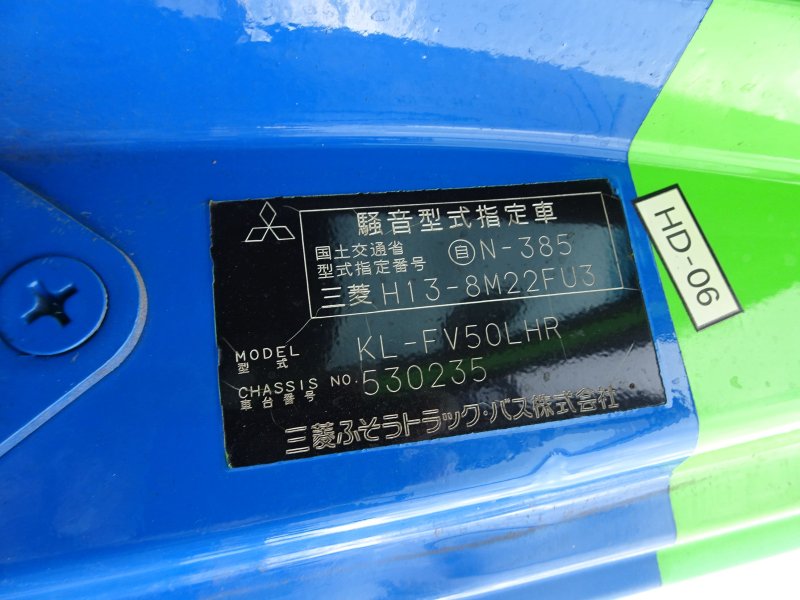 騒音型式指定車
国土交通省
型式指定番号 自N-385
三菱 H13-8M22FU3
MODEL
型式 KL-FV50LHR
CHASSIS NO.
車台番号 530235
三菱ふそうトラック・バス株式会社
HD-06